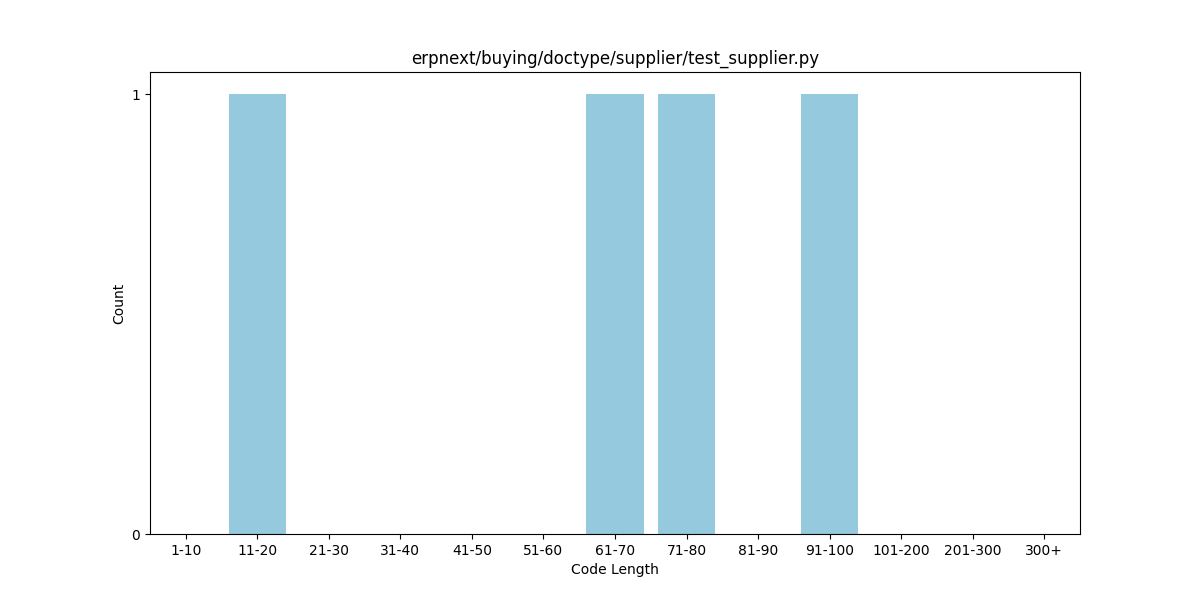 erpnext/buying/doctype/supplier/test_supplier.py
1
Count
0
1-10 11-20 21-30 31-40 41-50 51-60 61-70 71-80 81-90 91-100 101-200 201-300 300+
Code Length